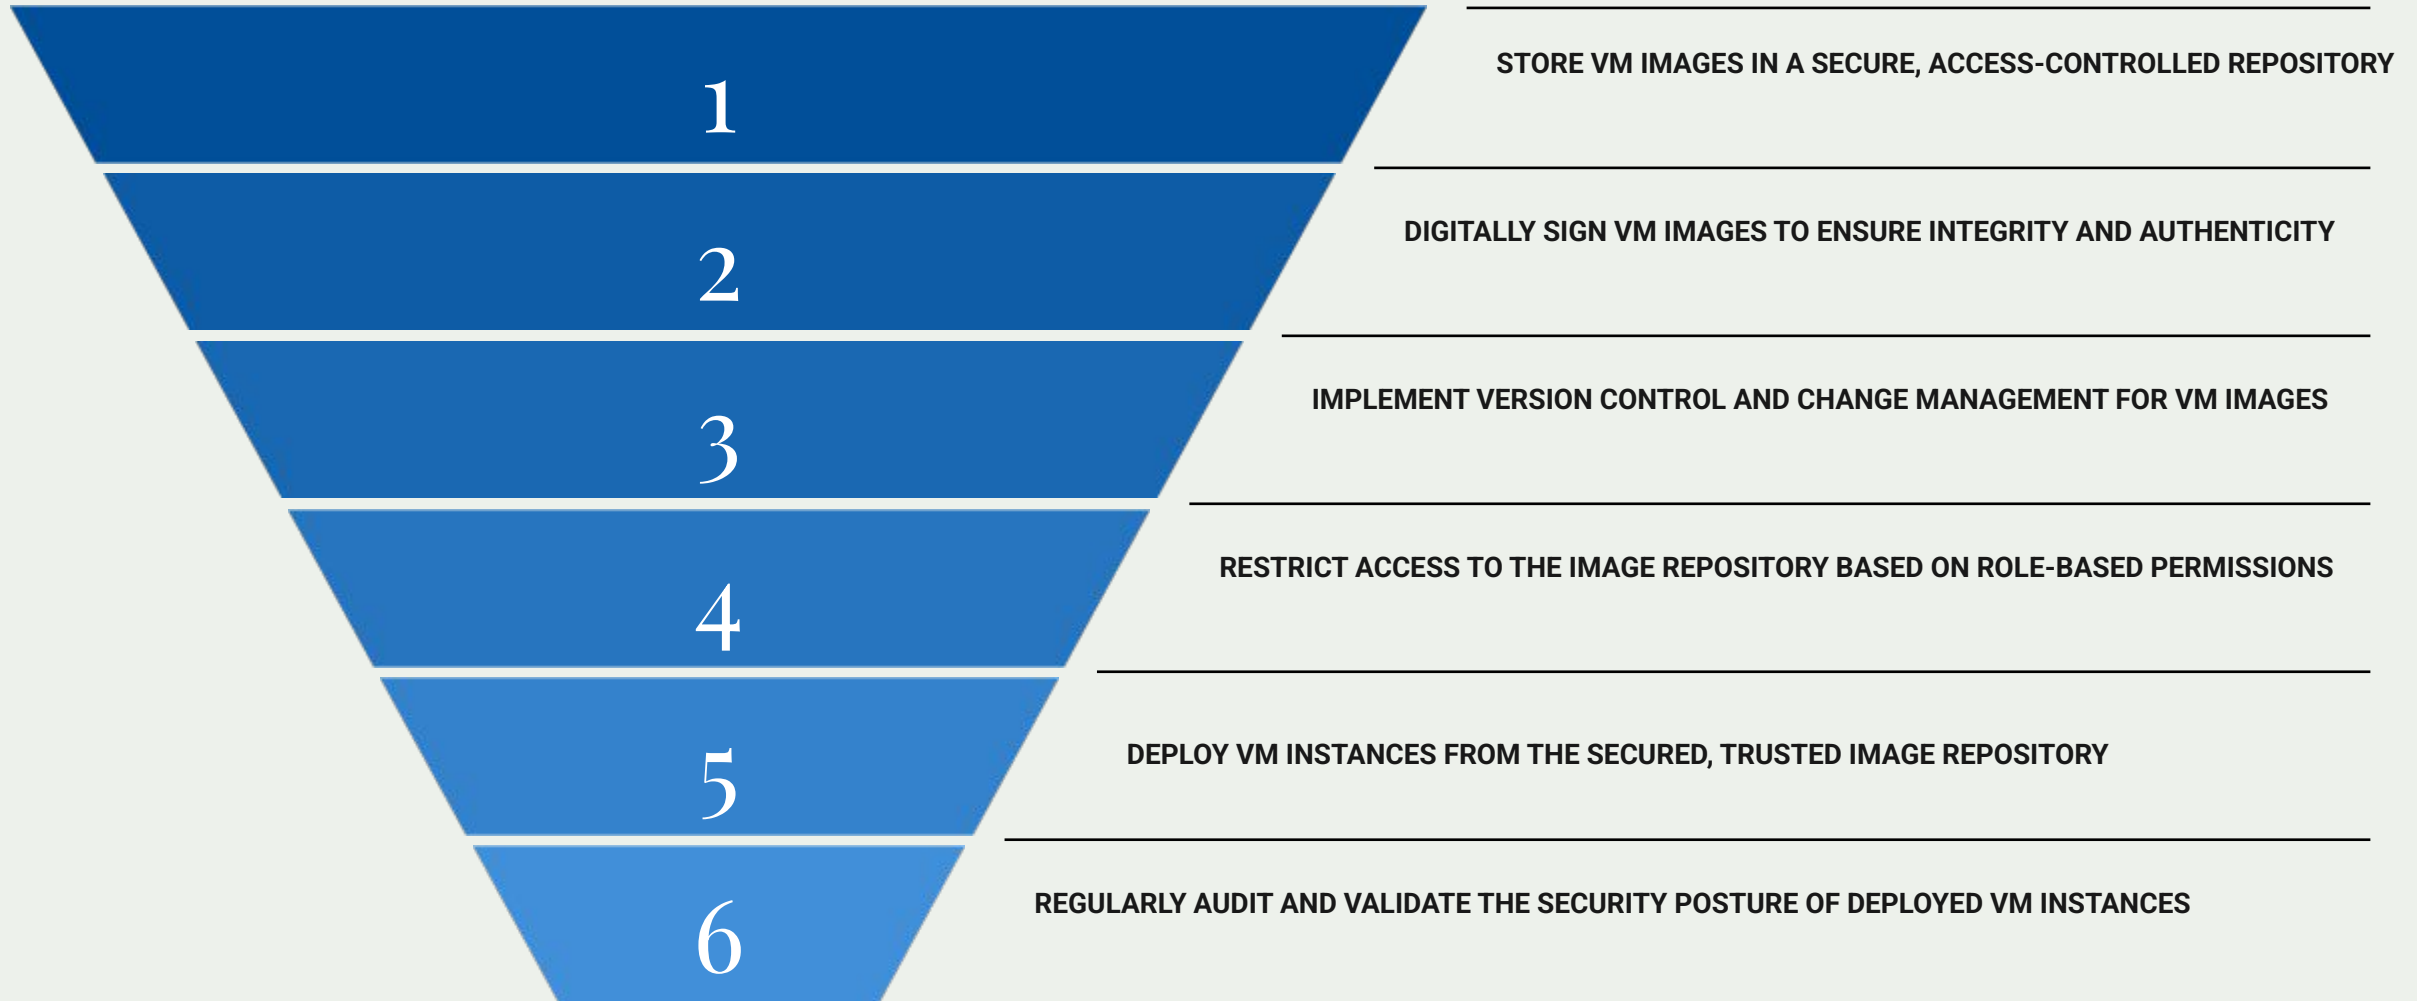 1
STORE VM IMAGES IN A SECURE, ACCESS-CONTROLLED REPOSITORY
2
DIGITALLY SIGN VM IMAGES TO ENSURE INTEGRITY AND AUTHENTICITY
3
IMPLEMENT VERSION CONTROL AND CHANGE MANAGEMENT FOR VM IMAGES
4
RESTRICT ACCESS TO THE IMAGE REPOSITORY BASED ON ROLE-BASED PERMISSIONS
5
DEPLOY VM INSTANCES FROM THE SECURED, TRUSTED IMAGE REPOSITORY
6
REGULARLY AUDIT AND VALIDATE THE SECURITY POSTURE OF DEPLOYED VM INSTANCES